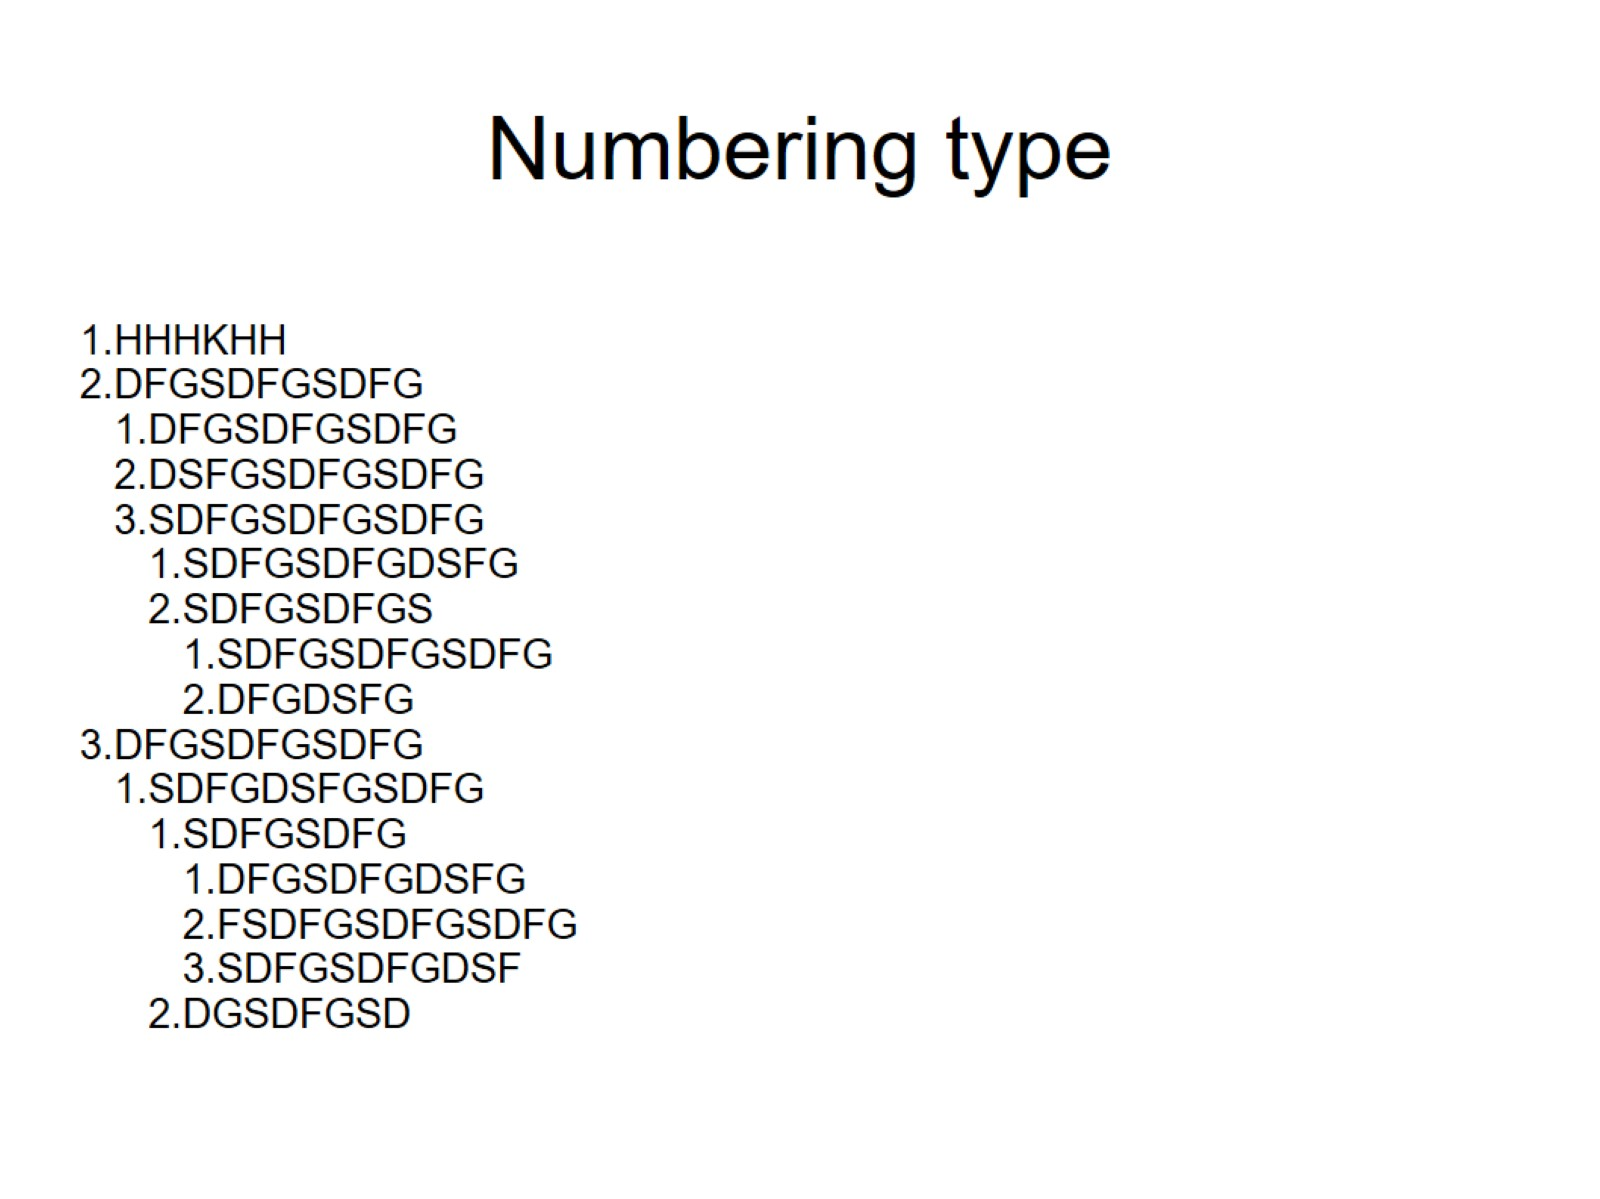 Numbering type
1.HHHKHH
2.DFGSDFGSDFG
1.DFGSDFGSDFG
2.DSFGSDFGSDFG
3.SDFGSDFGSDFG
1.SDFGSDFGDSFG
2.SDFGSDFGS
1.SDFGSDFGSDFG
2.DFGDSFG
3.DFGSDFGSDFG
1.SDFGDSFGSDFG
1.SDFGSDFG
1.DFGSDFGDSFG
2.FSDFGSDFGSDFG
3.SDFGSDFGDSF
2.DGSDFGSD